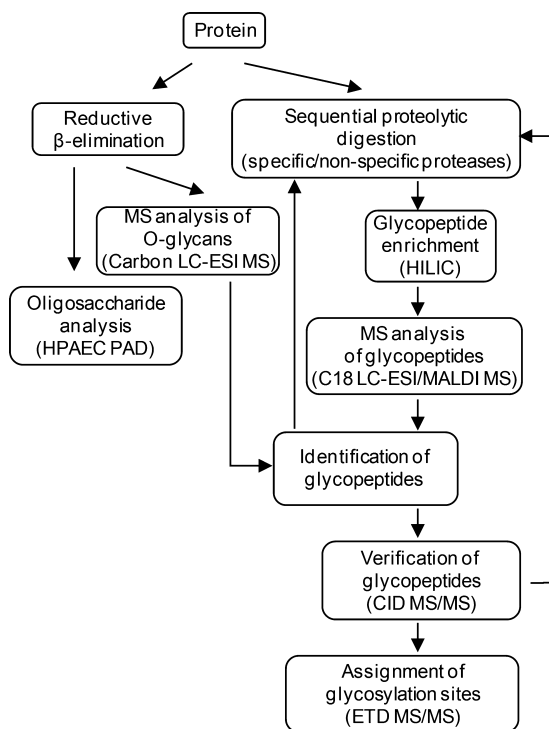 Protein
Reductive
β-elimination
Sequential proteolytic
digestion
(specific/non-specific proteases)
MS analysis of
O-glycans
(Carbon LC-ESI MS)
Glycopeptide
enrichment
(HILIC)
Oligosaccharide
analysis
(HPAEC PAD)
MS analysis
of glycopeptides
(C18 LC-ESI/MALDI MS)
Identification of
glycopeptides
Verification of
glycopeptides
(CID MS/MS)
Assignment of
glycosylation sites
(ETD MS/MS)